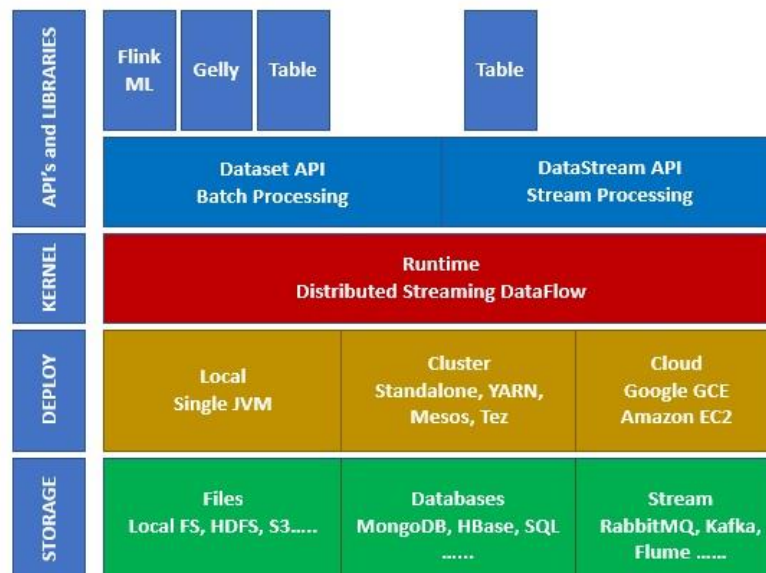 API's and LIBRARIES
Flink
ML
Gelly
Table
Table
Dataset API
Batch Processing
DataStream API
Stream Processing
KERNEL
Runtime
Distributed Streaming DataFlow
DEPLOY
Local
Single JVM
Cluster
Standalone, YARN,
Mesos, Tez
Cloud
Google GCE
Amazon EC2
STORAGE
Files
Local FS, HDFS, S3.....
Databases
MongoDB, HBase, SQL
......
Stream
RabbitMQ, Kafka,
Flume ......